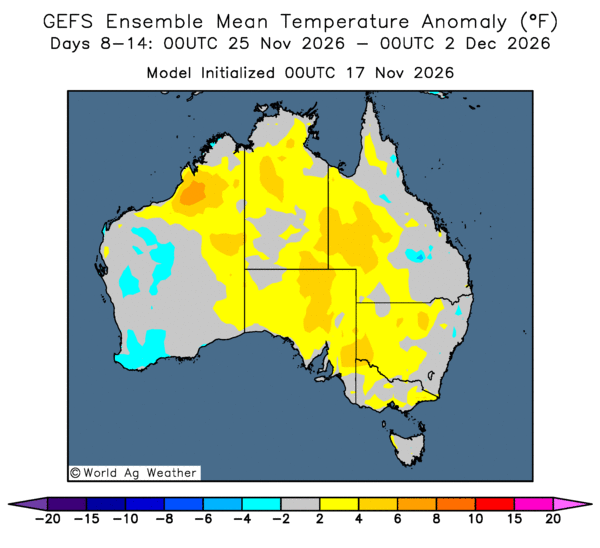 GEFS Ensemble Mean Temperature Anomaly (°F)
Days 8–14: 00UTC 25 Nov 2026 – 00UTC 2 Dec 2026
Model Initialized 00UTC 17 Nov 2026
© World Ag Weather
−20 −15 −10 −8 −6 −4 −2 2 4 6 8 10 15 20